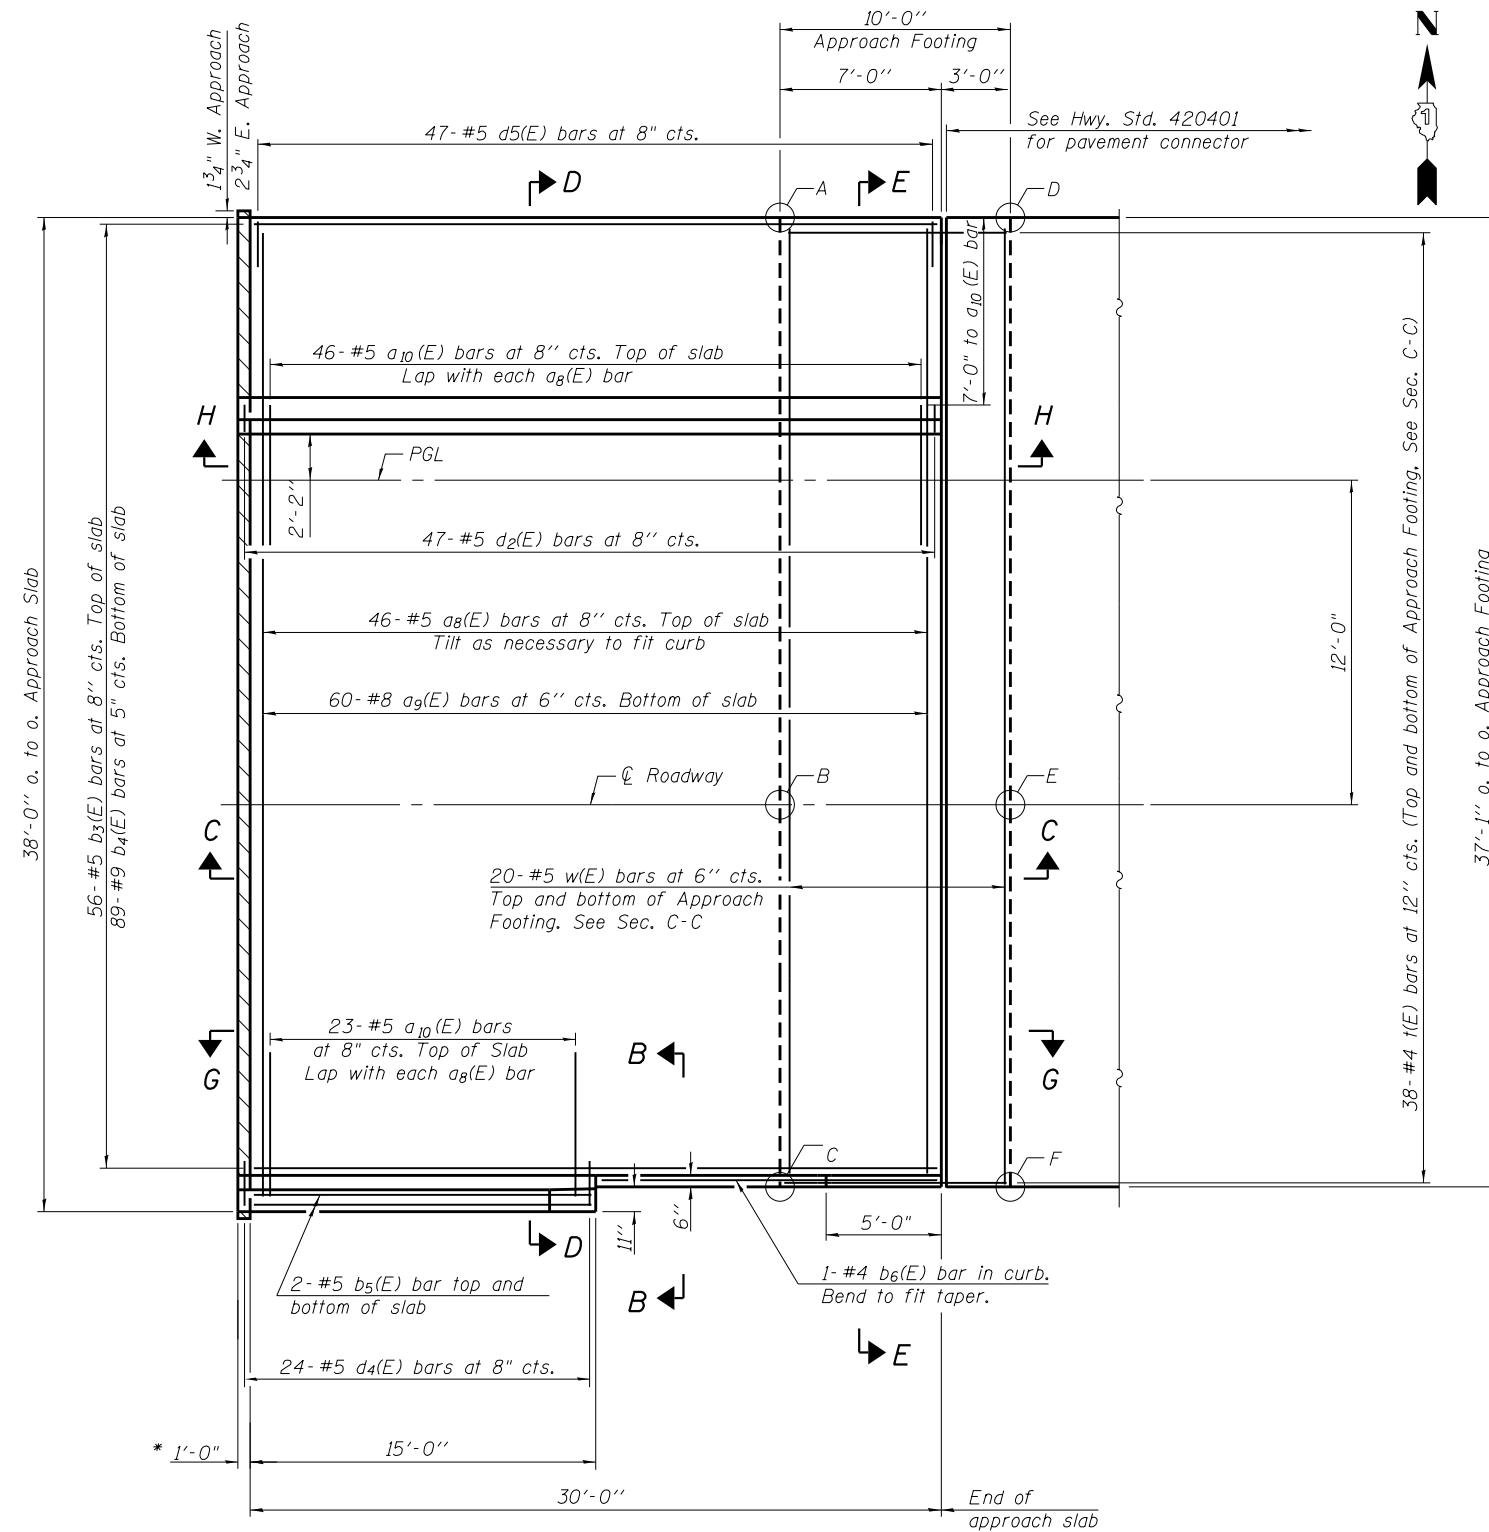 10'-0''
Approach Footing
N
7'-0''
3'-0''
1 3/4" W. Approach
2 3/4" E. Approach
47-#5 d5(E) bars at 8" cts.
See Hwy. Std. 420401
for pavement connector
1
D
E
A
D
7'-0" to a10(E) bar
46-#5 a10(E) bars at 8'' cts. Top of slab
Lap with each a8(E) bar
H
H
PGL
2'-2''
47-#5 d2(E) bars at 8'' cts.
38'-0'' o. to o. Approach Slab
56-#5 b3(E) bars at 8'' cts. Top of slab
89-#9 b4(E) bars at 5" cts. Bottom of slab
46-#5 a8(E) bars at 8'' cts. Top of slab
Tilt as necessary to fit curb
12'-0"
38-#4 t(E) bars at 12'' cts. (Top and bottom of Approach Footing, See Sec. C-C)
37'-1'' o. to o. Approach Footing
60-#8 a9(E) bars at 6'' cts. Bottom of slab
℄ Roadway
B
E
C
C
20-#5 w(E) bars at 6'' cts.
Top and bottom of Approach
Footing. See Sec. C-C
23-#5 a10(E) bars
at 8" cts. Top of Slab
Lap with each a8(E) bar
B
G
G
C
F
11''
6''
5'-0"
D
2-#5 b5(E) bar top and
bottom of slab
B
1-#4 b6(E) bar in curb.
Bend to fit taper.
E
24-#5 d4(E) bars at 8" cts.
* 1'-0"
15'-0''
30'-0''
End of
approach slab